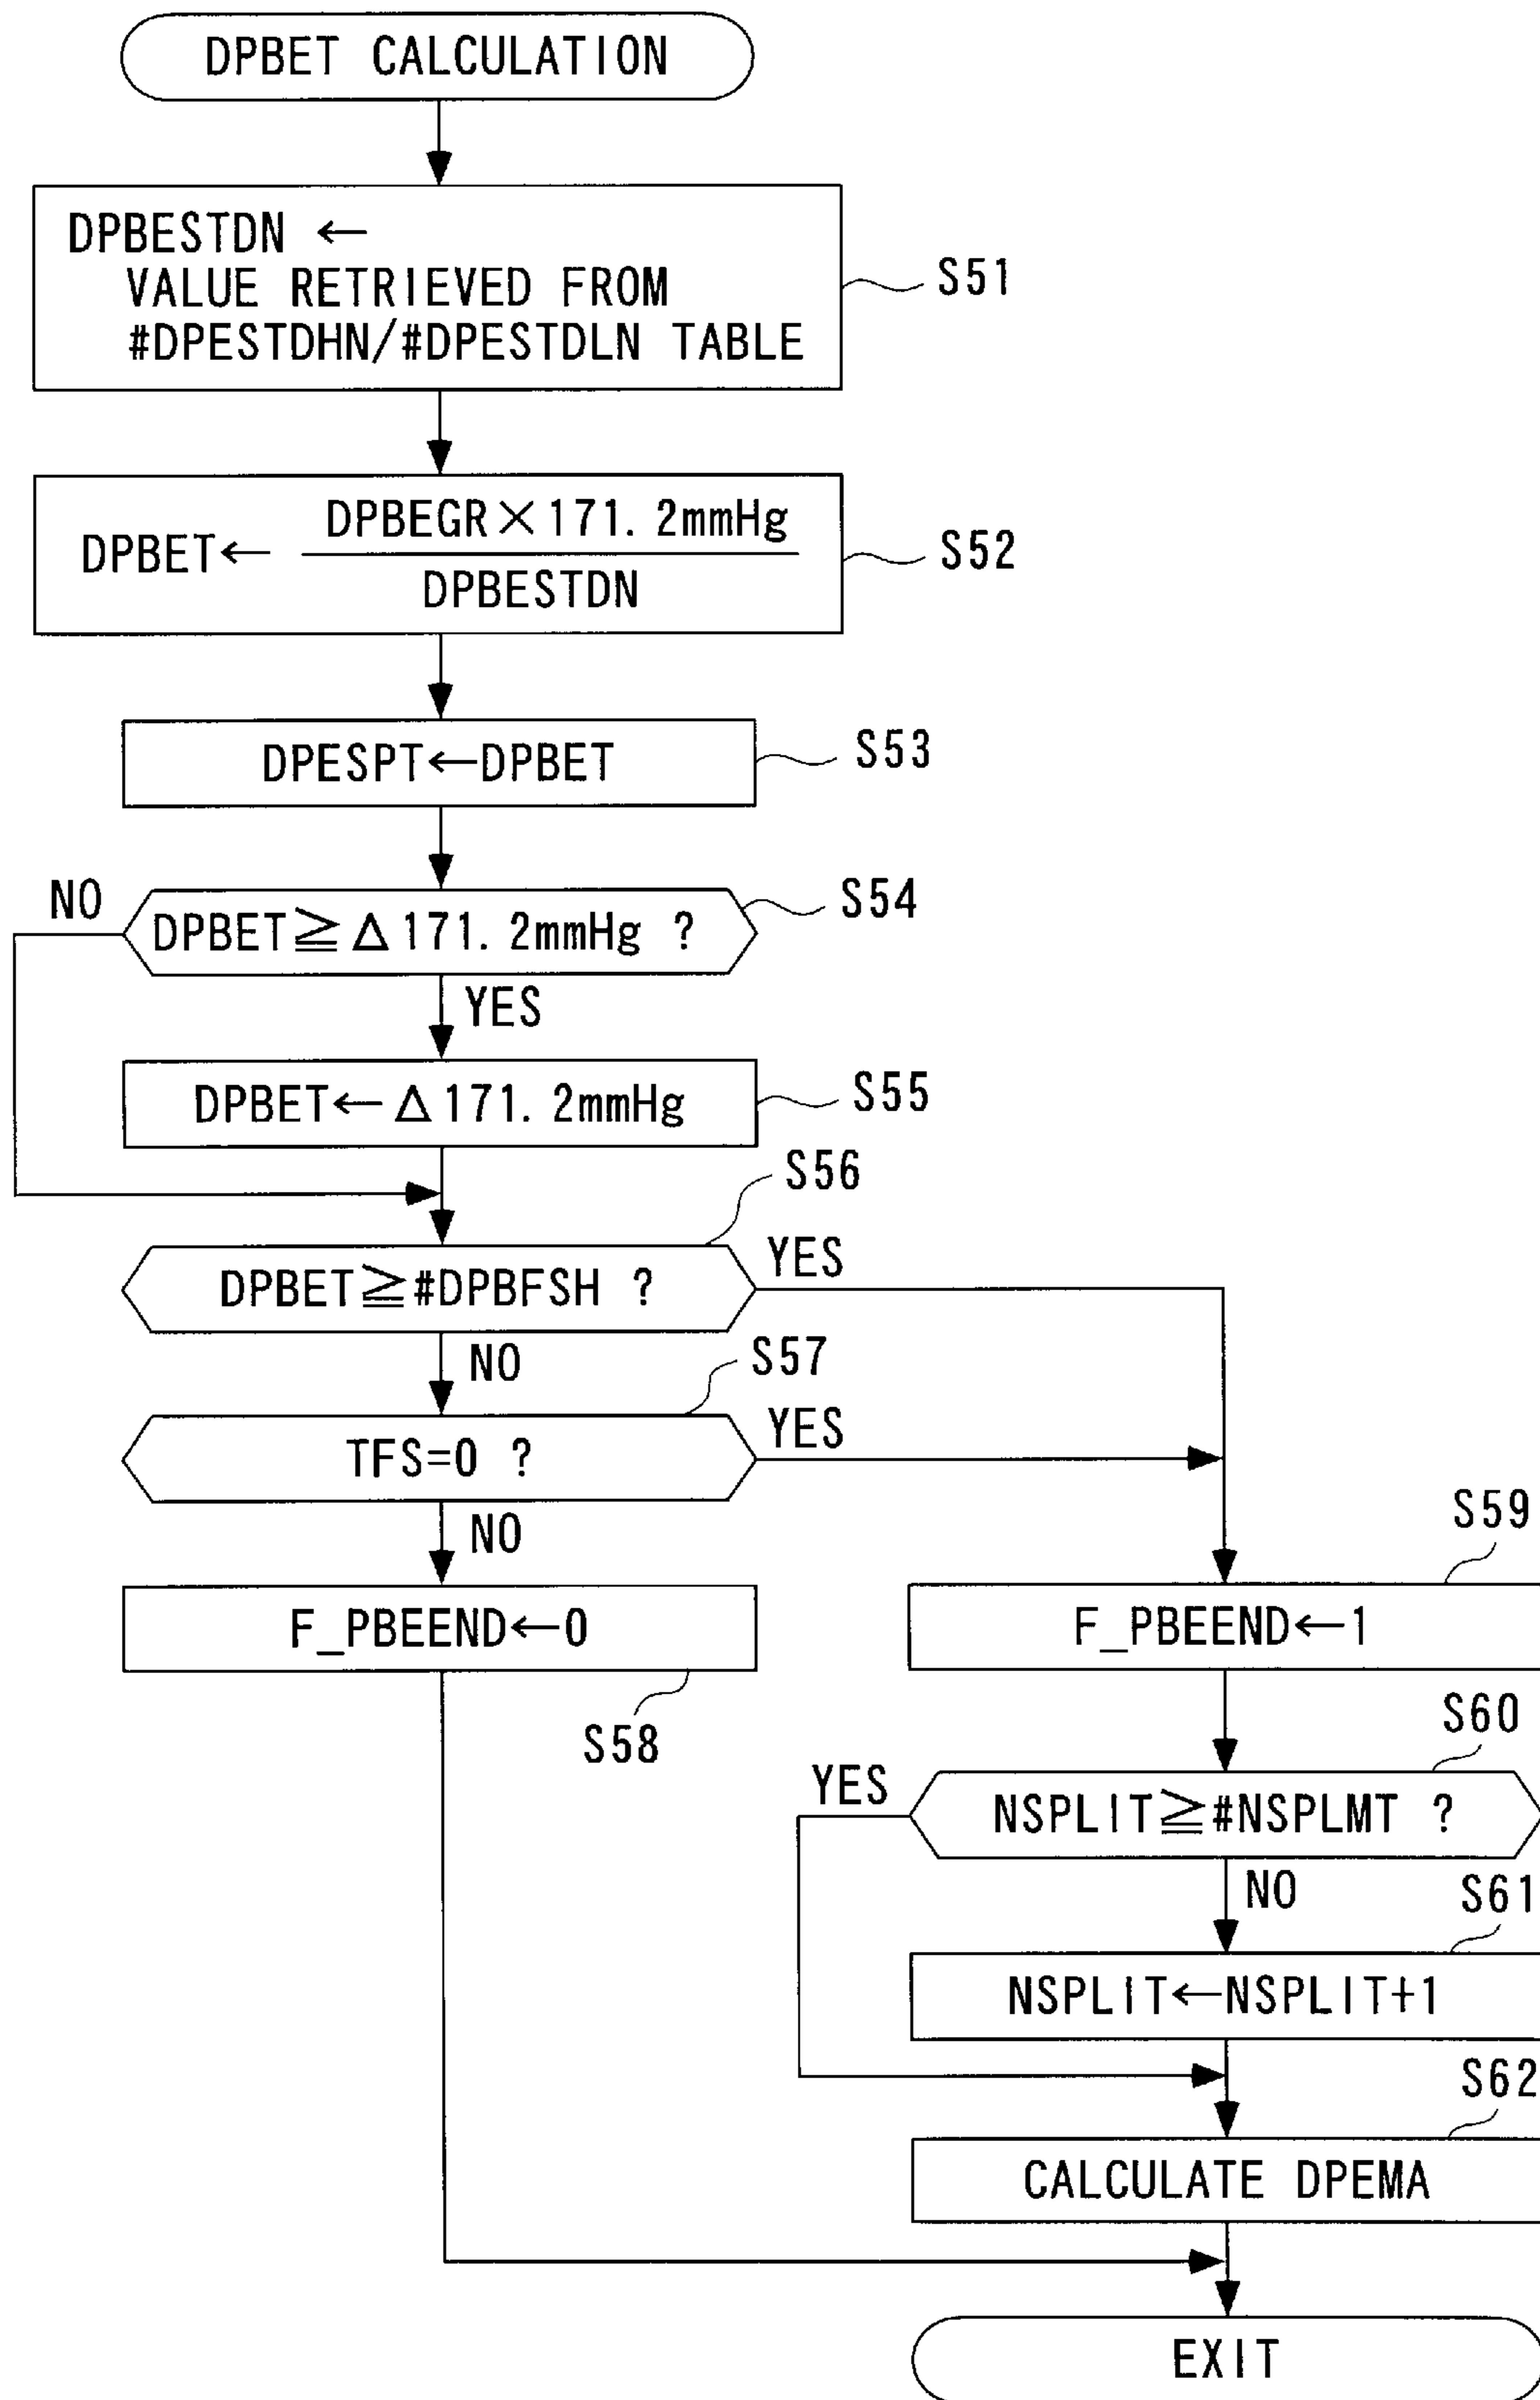 DPBET CALCULATION
DPBESTDN ←
VALUE RETRIEVED FROM
#DPESTDHN/#DPESTDLN TABLE
S51
DPBET← DPBEGR×171.2mmHg
DPBESTDN
S52
DPESPT←DPBET
S53
NO
DPBET≧Δ171.2mmHg ?
S54
YES
DPBET←Δ171.2mmHg
S55
S56
DPBET≧#DPBFSH ?
YES
NO
S57
TFS=0 ?
YES
NO
S59
F_PBEEND←0
F_PBEEND←1
S58
S60
YES
NSPLIT≧#NSPLMT ?
NO
S61
NSPLIT←NSPLIT+1
S62
CALCULATE DPEMA
EXIT